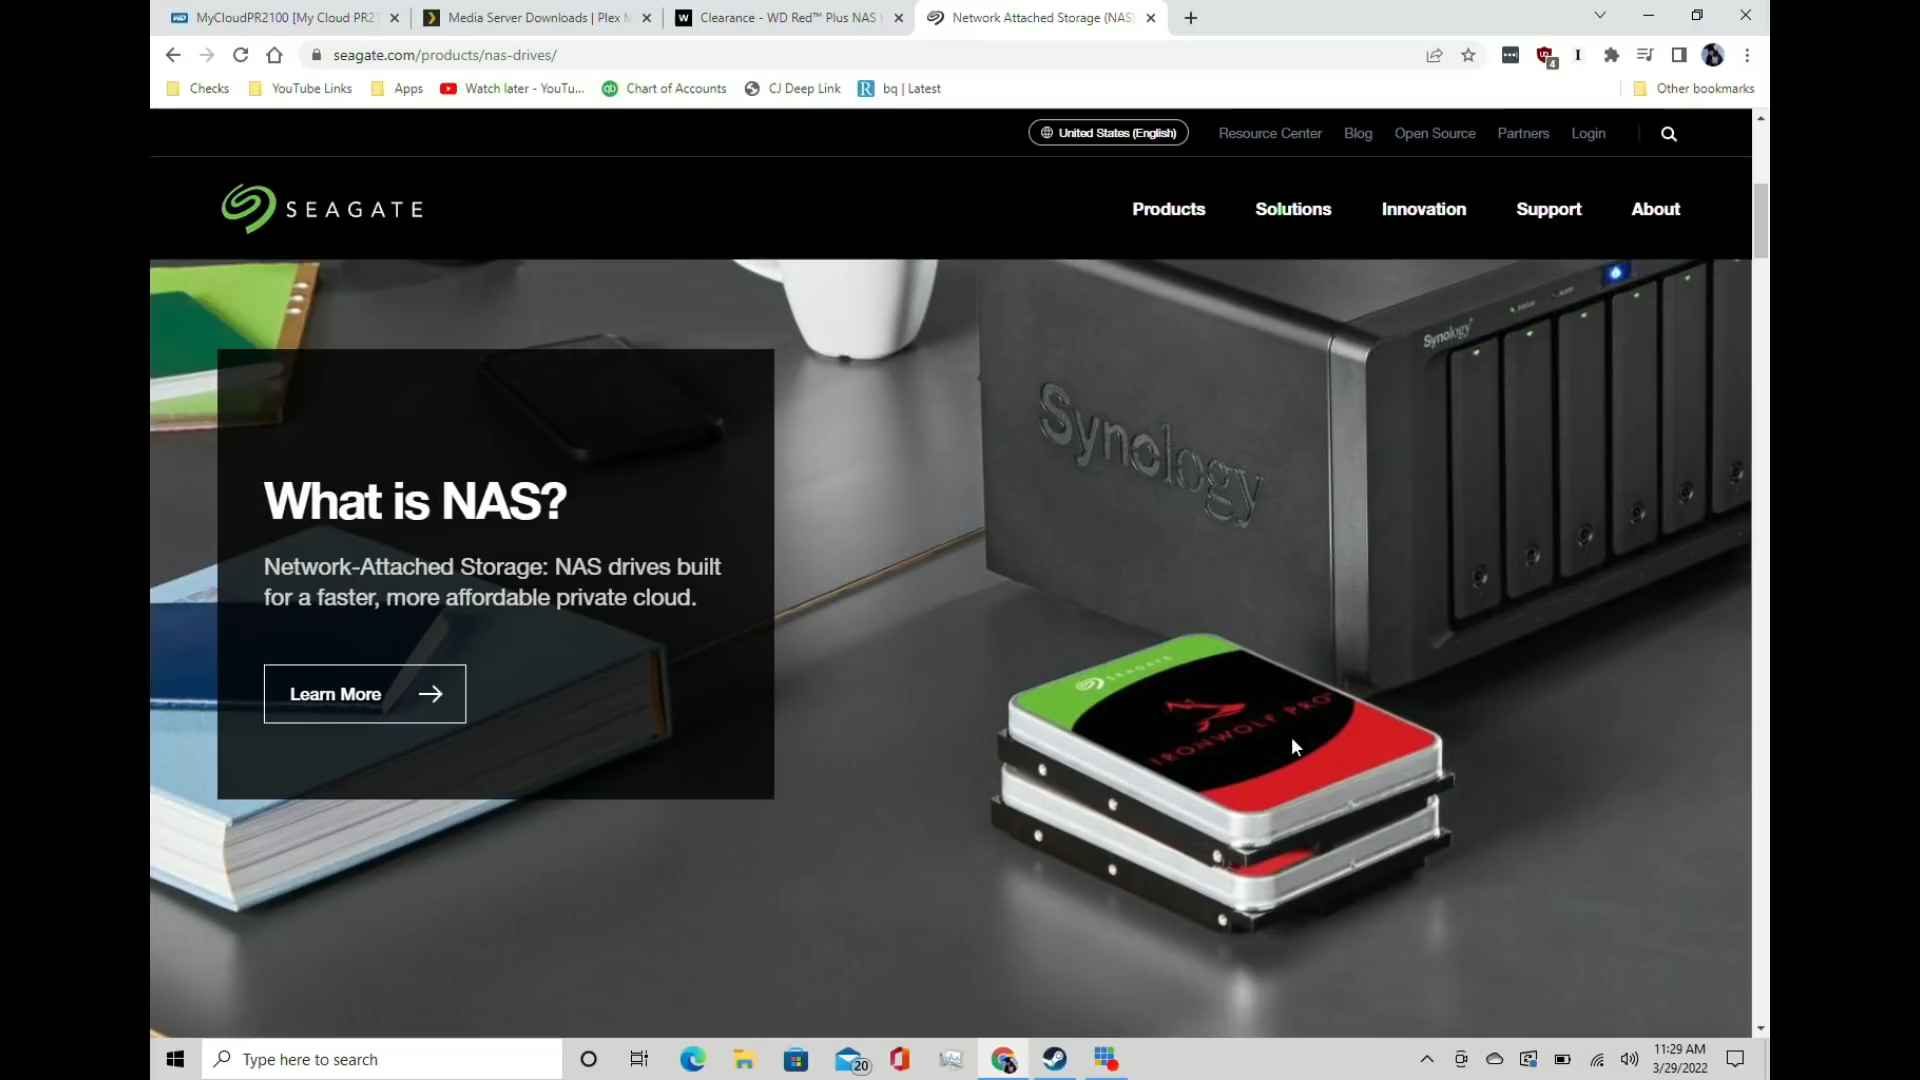 MyCloudPR2100 [My Cloud PR21
Media Server Downloads | Plex M
Clearance - WD Red™ Plus NAS
Network Attached Storage (NAS)
seagate.com/products/nas-drives/
4
Checks
YouTube Links
Apps
Watch later - YouTu...
Chart of Accounts
CJ Deep Link
bq | Latest
Other bookmarks
United States (English)
Resource Center
Blog
Open Source
Partners
Login
SEAGATE
Products
Solutions
Innovation
Support
About
Synology
Synology
What is NAS?
Network-Attached Storage: NAS drives built
for a faster, more affordable private cloud.
Learn More
SEAGATE
IRONWOLF PRO
Type here to search
20
11:29 AM
3/29/2022